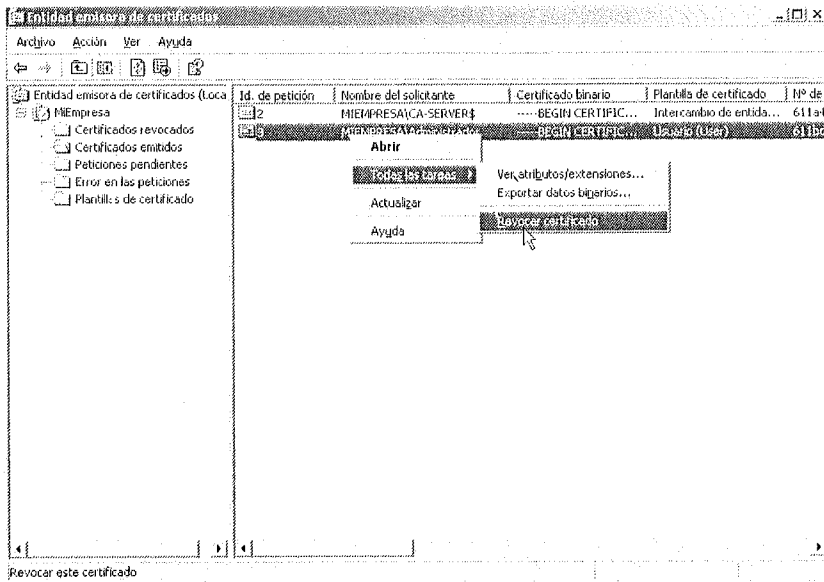 Entidad emisora de certificados
Archivo Acción Ver Ayuda
Entidad emisora de certificados (Loca
MiEmpresa
Certificados revocados
Certificados emitidos
Peticiones pendientes
Error en las peticiones
Plantillas de certificado
Id. de petición Nombre del solicitante Certificado binario Plantilla de certificado Nº de
2 MIEMPRESA\CA-SERVER$ -----BEGIN CERTIFIC... Intercambio de entida...
3 MIEMPRESA\Administrador -----BEGIN CERTIFIC... Usuario (User)
Abrir
Todas las tareas
Actualizar
Ayuda
Ver atributos/extensiones...
Exportar datos binarios...
Revocar certificado
Revocar este certificado